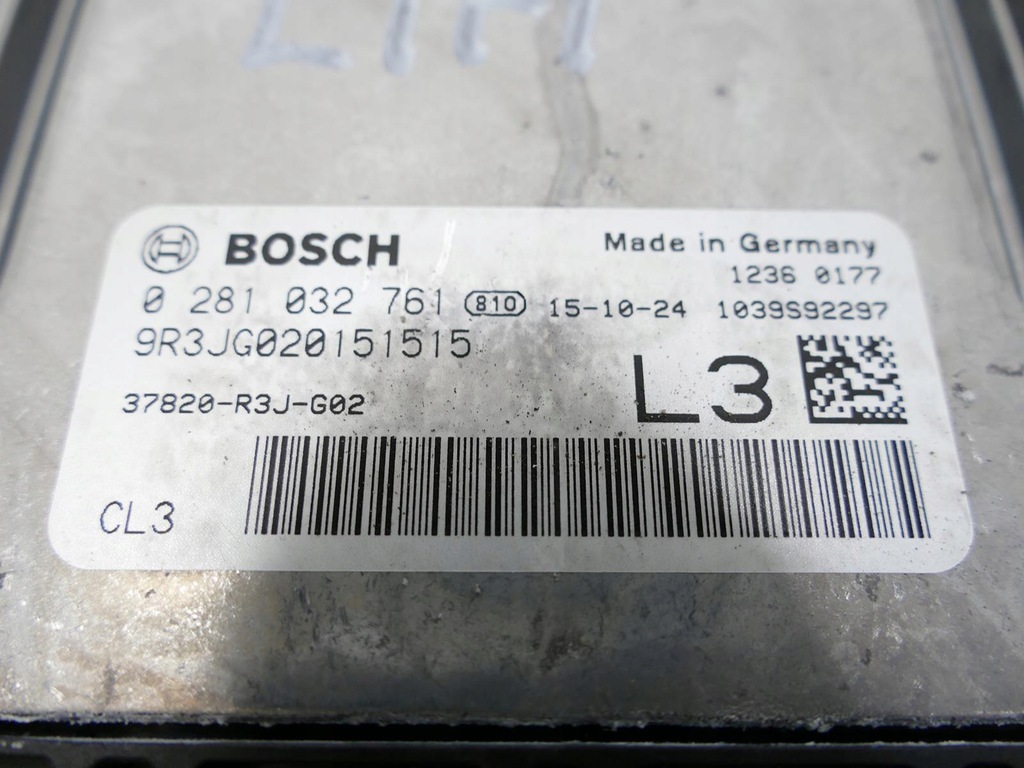 BOSCH Made in Germany
1236 0177
0 281 032 761 810 15-10-24 1039S92297
9R3JG020151515
L3
37820-R3J-G02
CL3